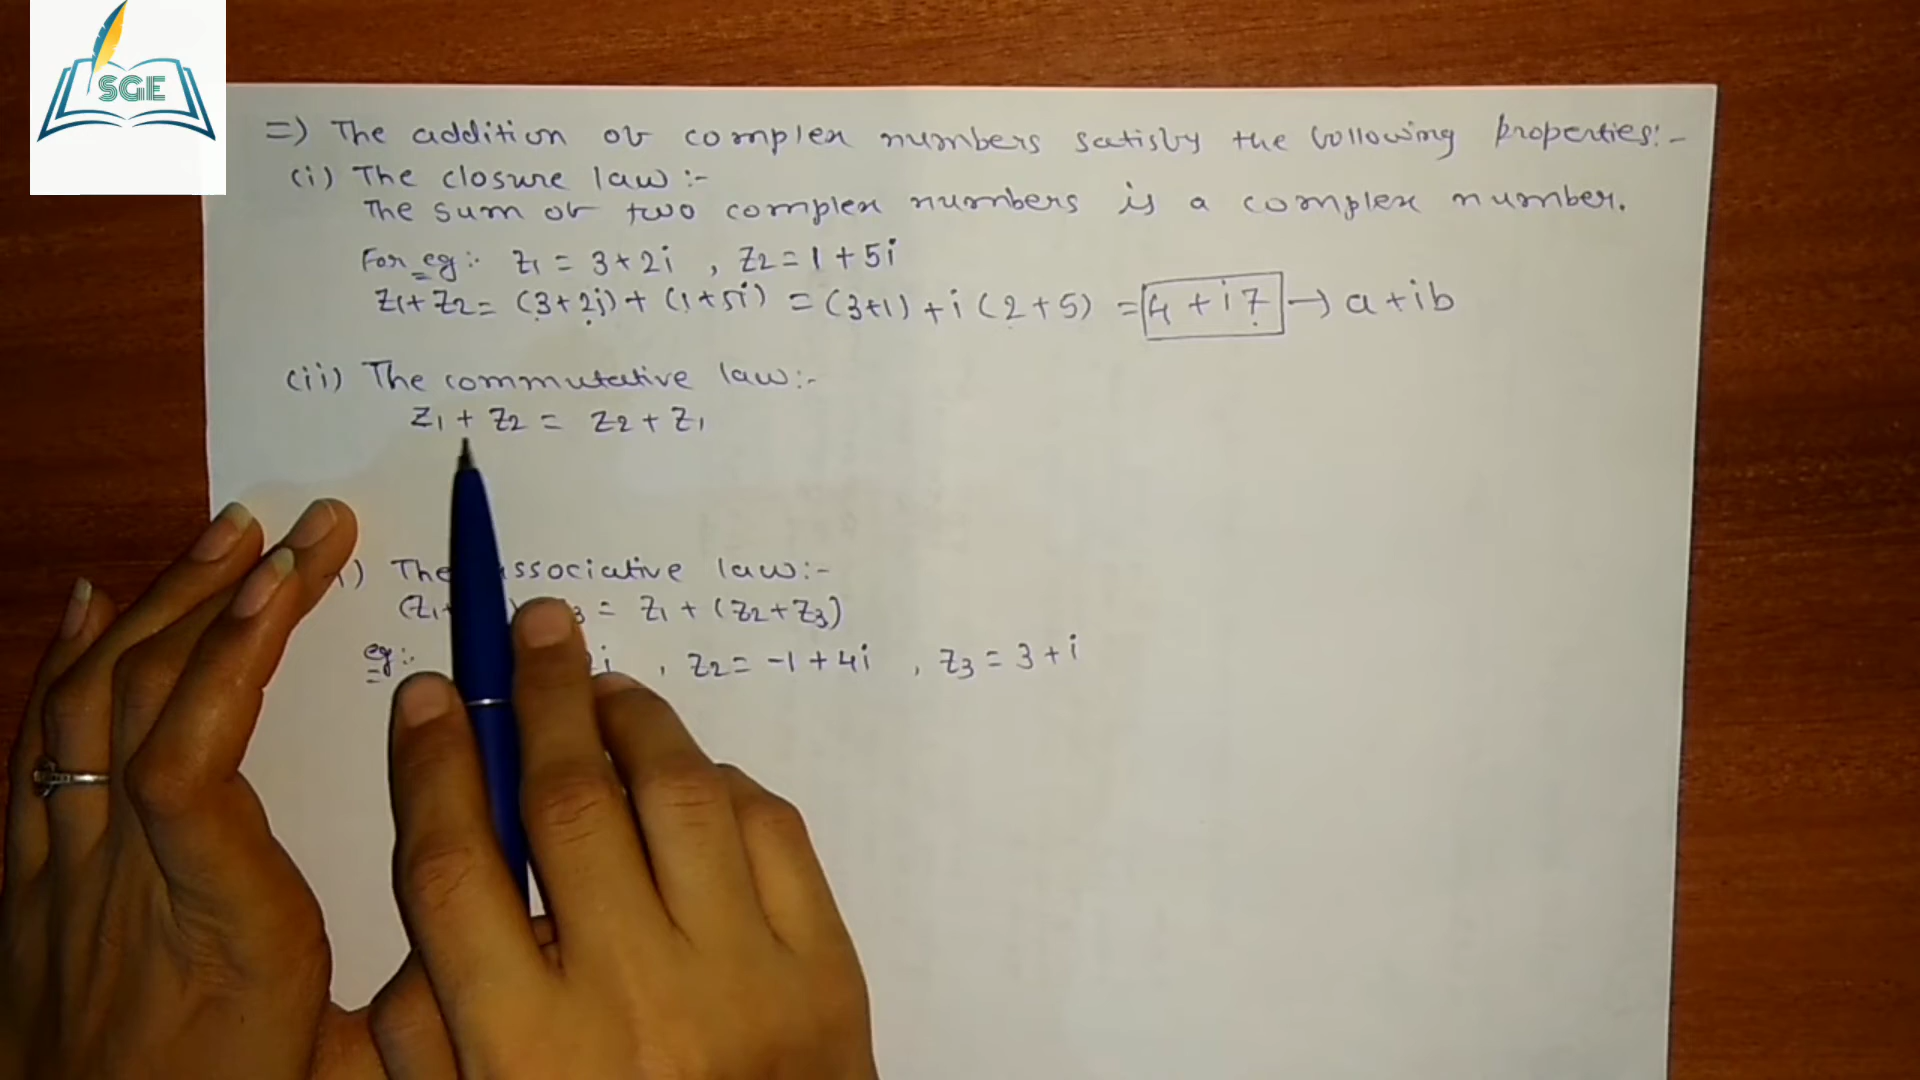 SGE
=) The addition of complex numbers satisfy the following properties:-
(i) The closure law :-
The sum of two complex numbers is a complex number.
For eg:- z1 = 3+2i , z2 = 1+5i
z1+z2 = (3+2i)+(1+5i) = (3+1)+i(2+5) = 4+i7 → a+ib
(ii) The commutative law:-
z1 + z2 = z2 + z1
) The ssociative law:-
(z1+ ) 3 = z1 + (z2+z3)
eg:- 2i , z2 = -1+4i , z3 = 3+i